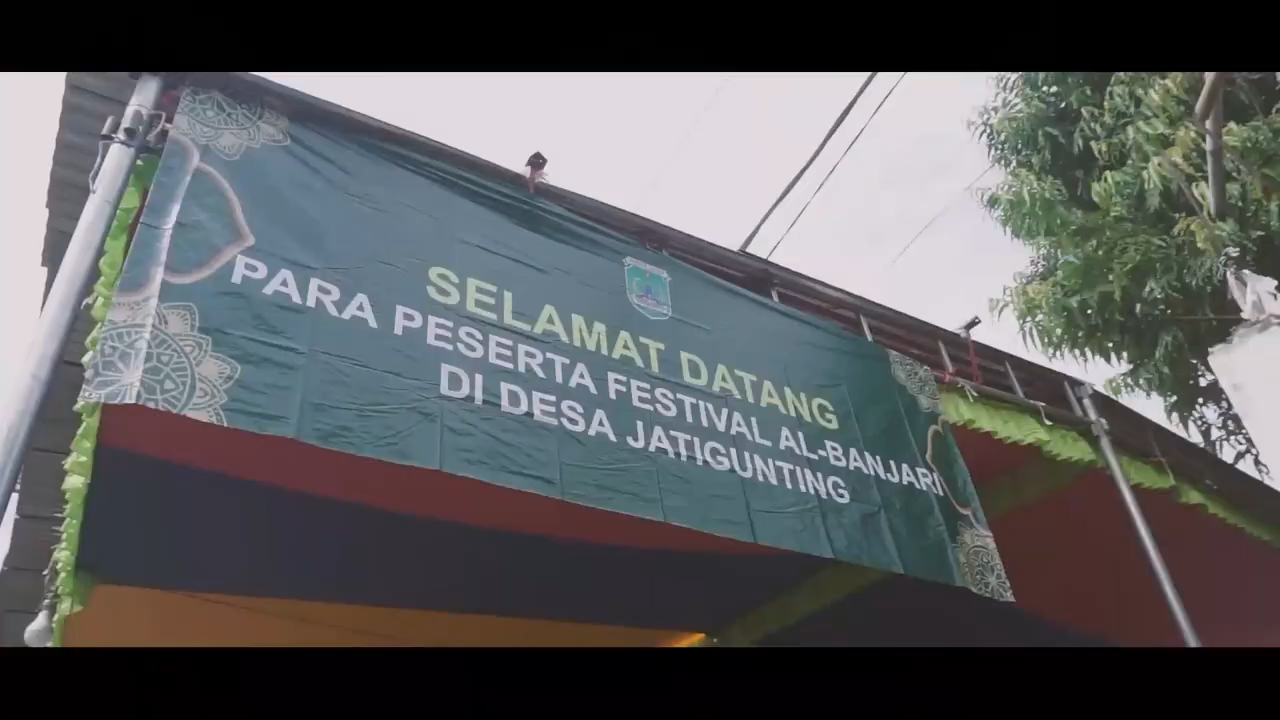 SELAMAT DATANG
PARA PESERTA FESTIVAL AL-BANJARI
DI DESA JATIGUNTING